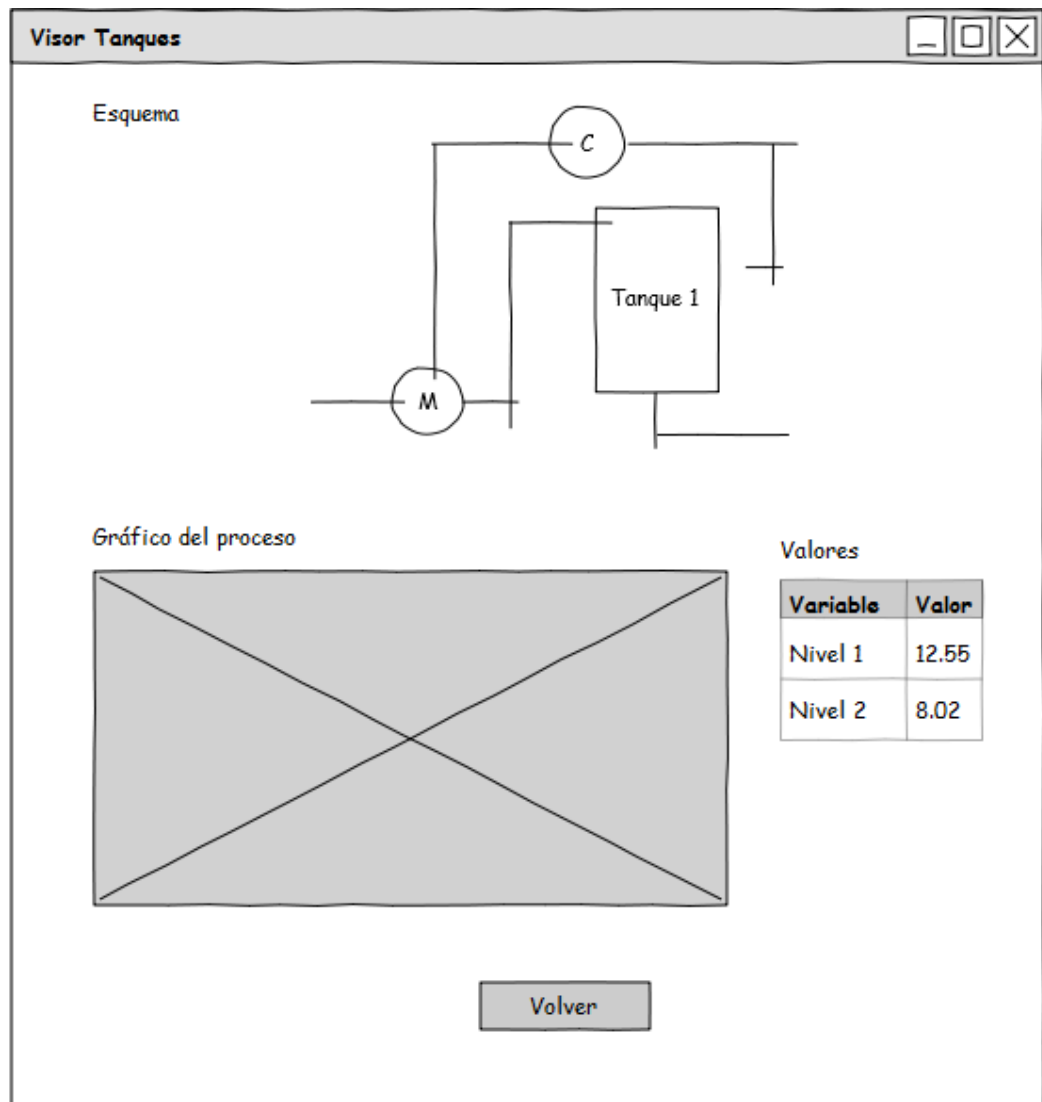 Visor Tanques
Esquema
C
Tanque 1
M
Gráfico del proceso
Valores
Variable Valor
Nivel 1 12.55
Nivel 2 8.02
Volver